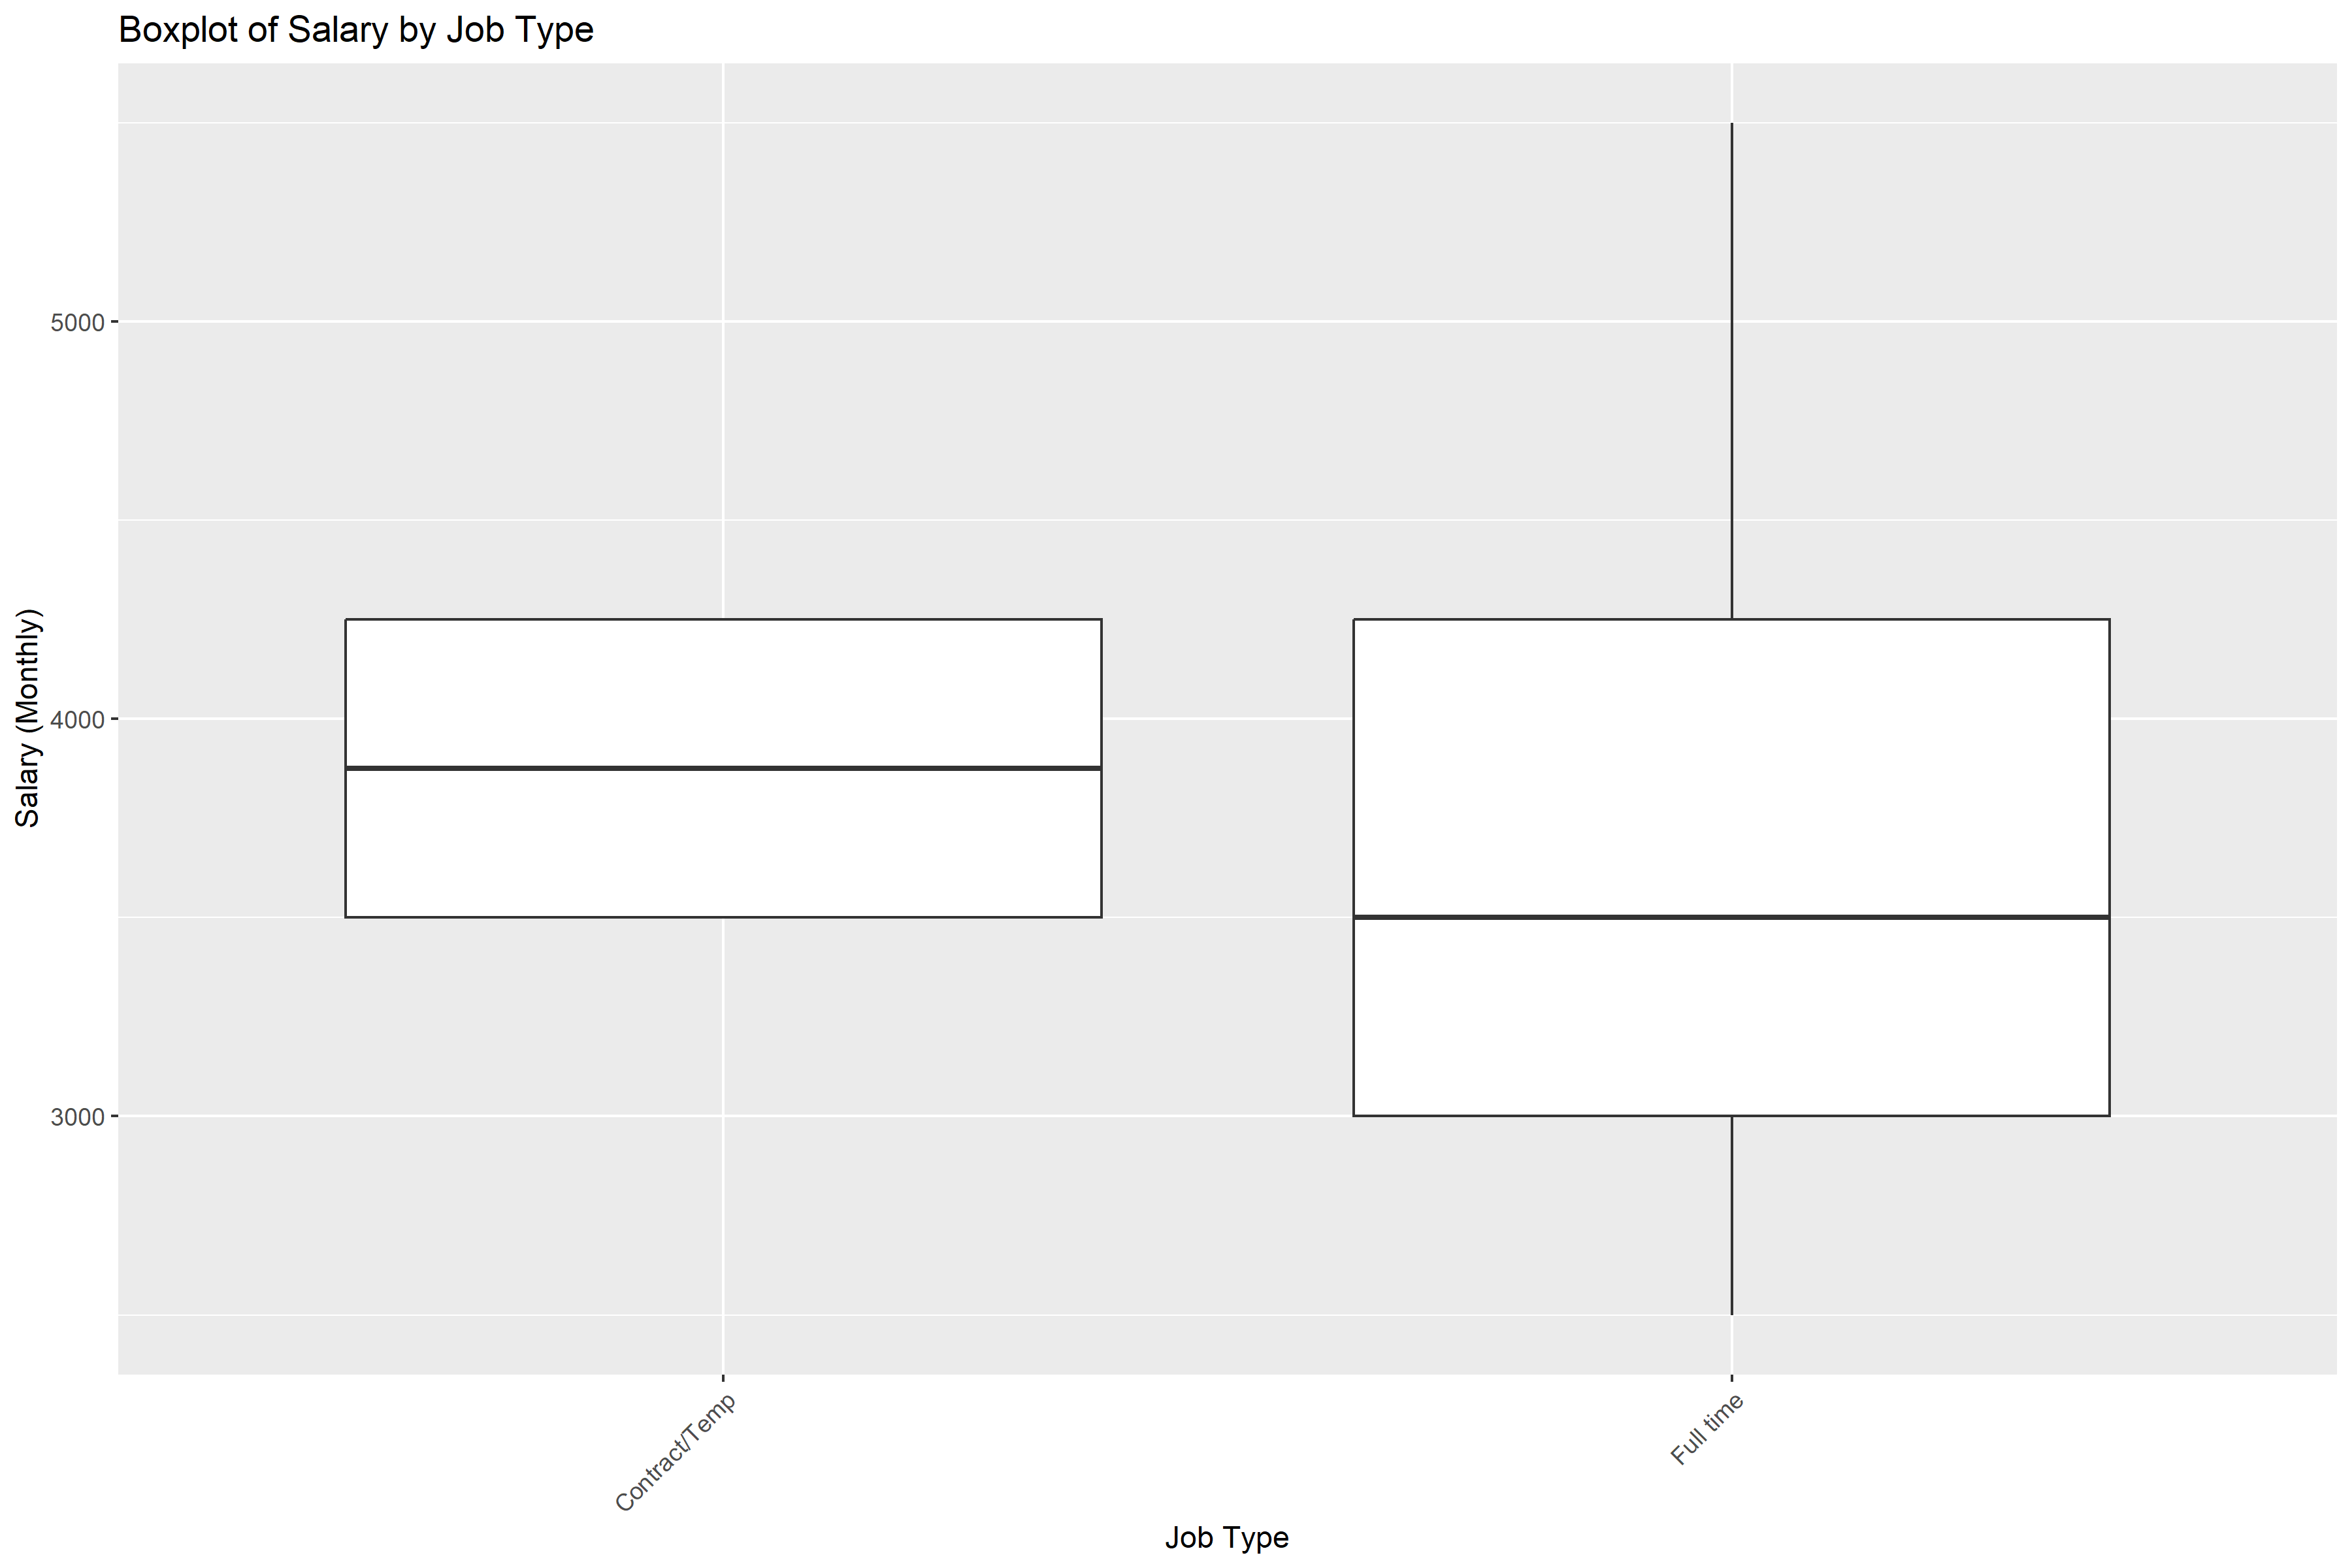 Boxplot of Salary by Job Type
Salary (Monthly)
5000
4000
3000
Contract/Temp
Full time
Job Type